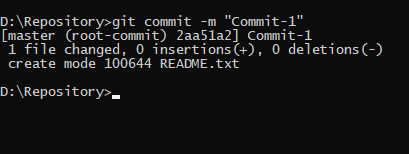 D:\Repository>git commit -m "Commit-1"
[master (root-commit) 2aa51a2] Commit-1
 1 file changed, 0 insertions(+), 0 deletions(-)
 create mode 100644 README.txt
D:\Repository>